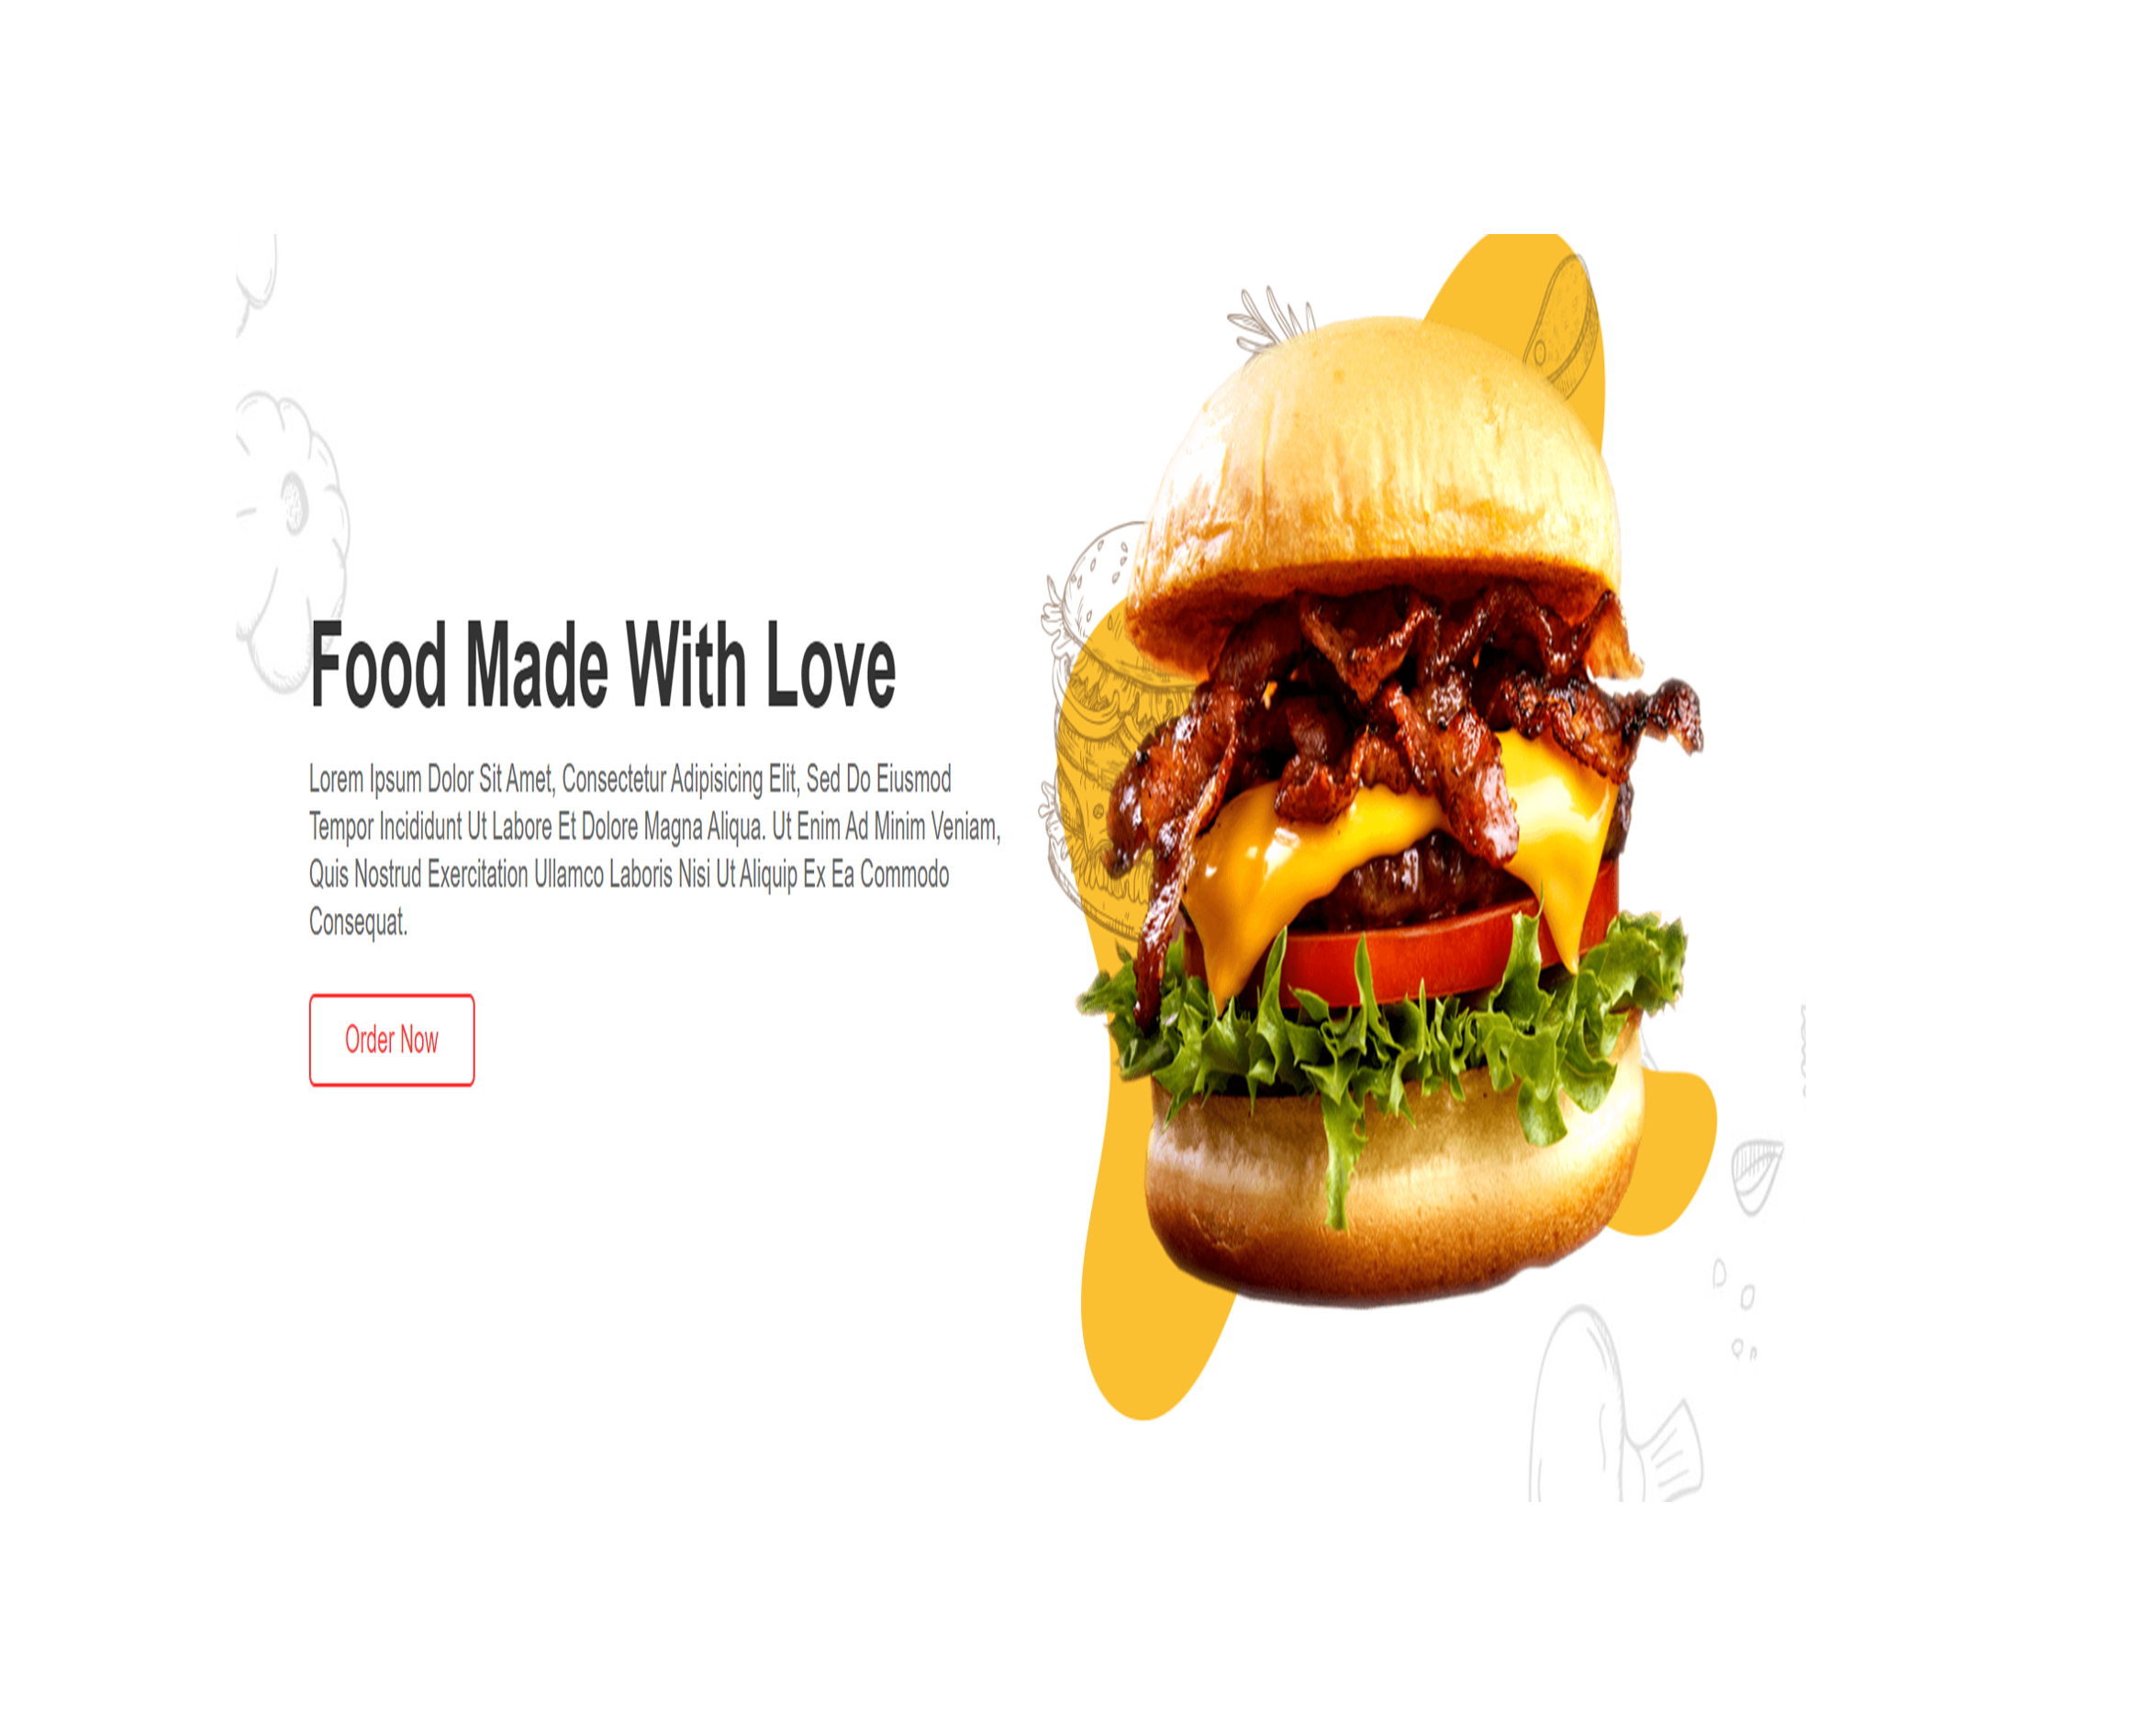 Food Made With Love
Lorem Ipsum Dolor Sit Amet, Consectetur Adipisicing Elit, Sed Do Eiusmod
Tempor Incididunt Ut Labore Et Dolore Magna Aliqua. Ut Enim Ad Minim Veniam,
Quis Nostrud Exercitation Ullamco Laboris Nisi Ut Aliquip Ex Ea Commodo
Consequat.
Order Now